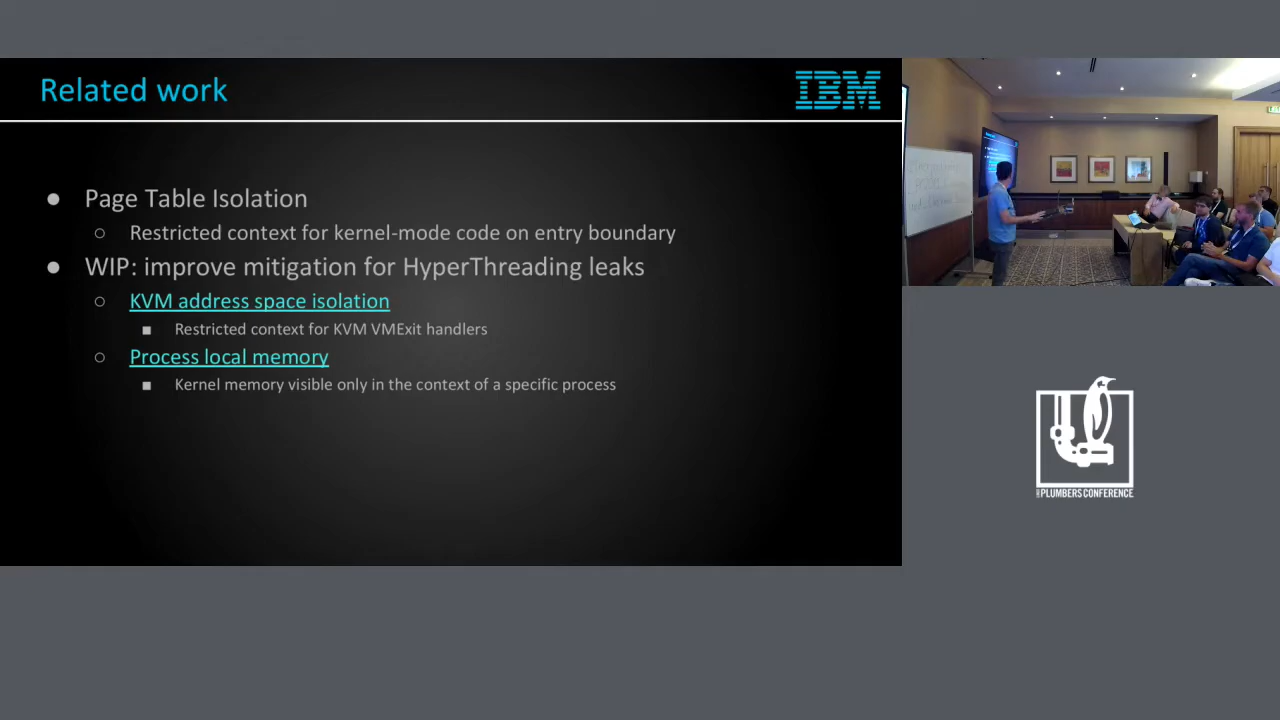 Related work
IBM
● Page Table Isolation
○ Restricted context for kernel-mode code on entry boundary
● WIP: improve mitigation for HyperThreading leaks
○ KVM address space isolation
■ Restricted context for KVM VMExit handlers
○ Process local memory
■ Kernel memory visible only in the context of a specific process
PLUMBERS CONFERENCE